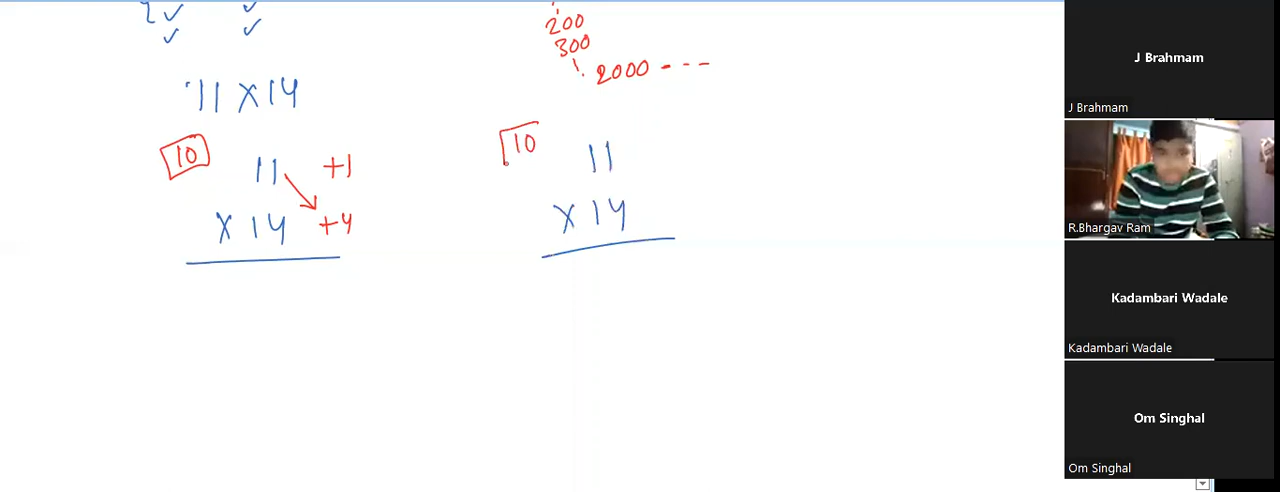 2 ✓ ✓
✓ ✓
11 × 14
10 11 +1
× 14 +4
200
300
2000 - - -
10 11
× 14
J Brahmam
J Brahmam
R.Bhargav Ram
Kadambari Wadale
Kadambari Wadale
Om Singhal
Om Singhal